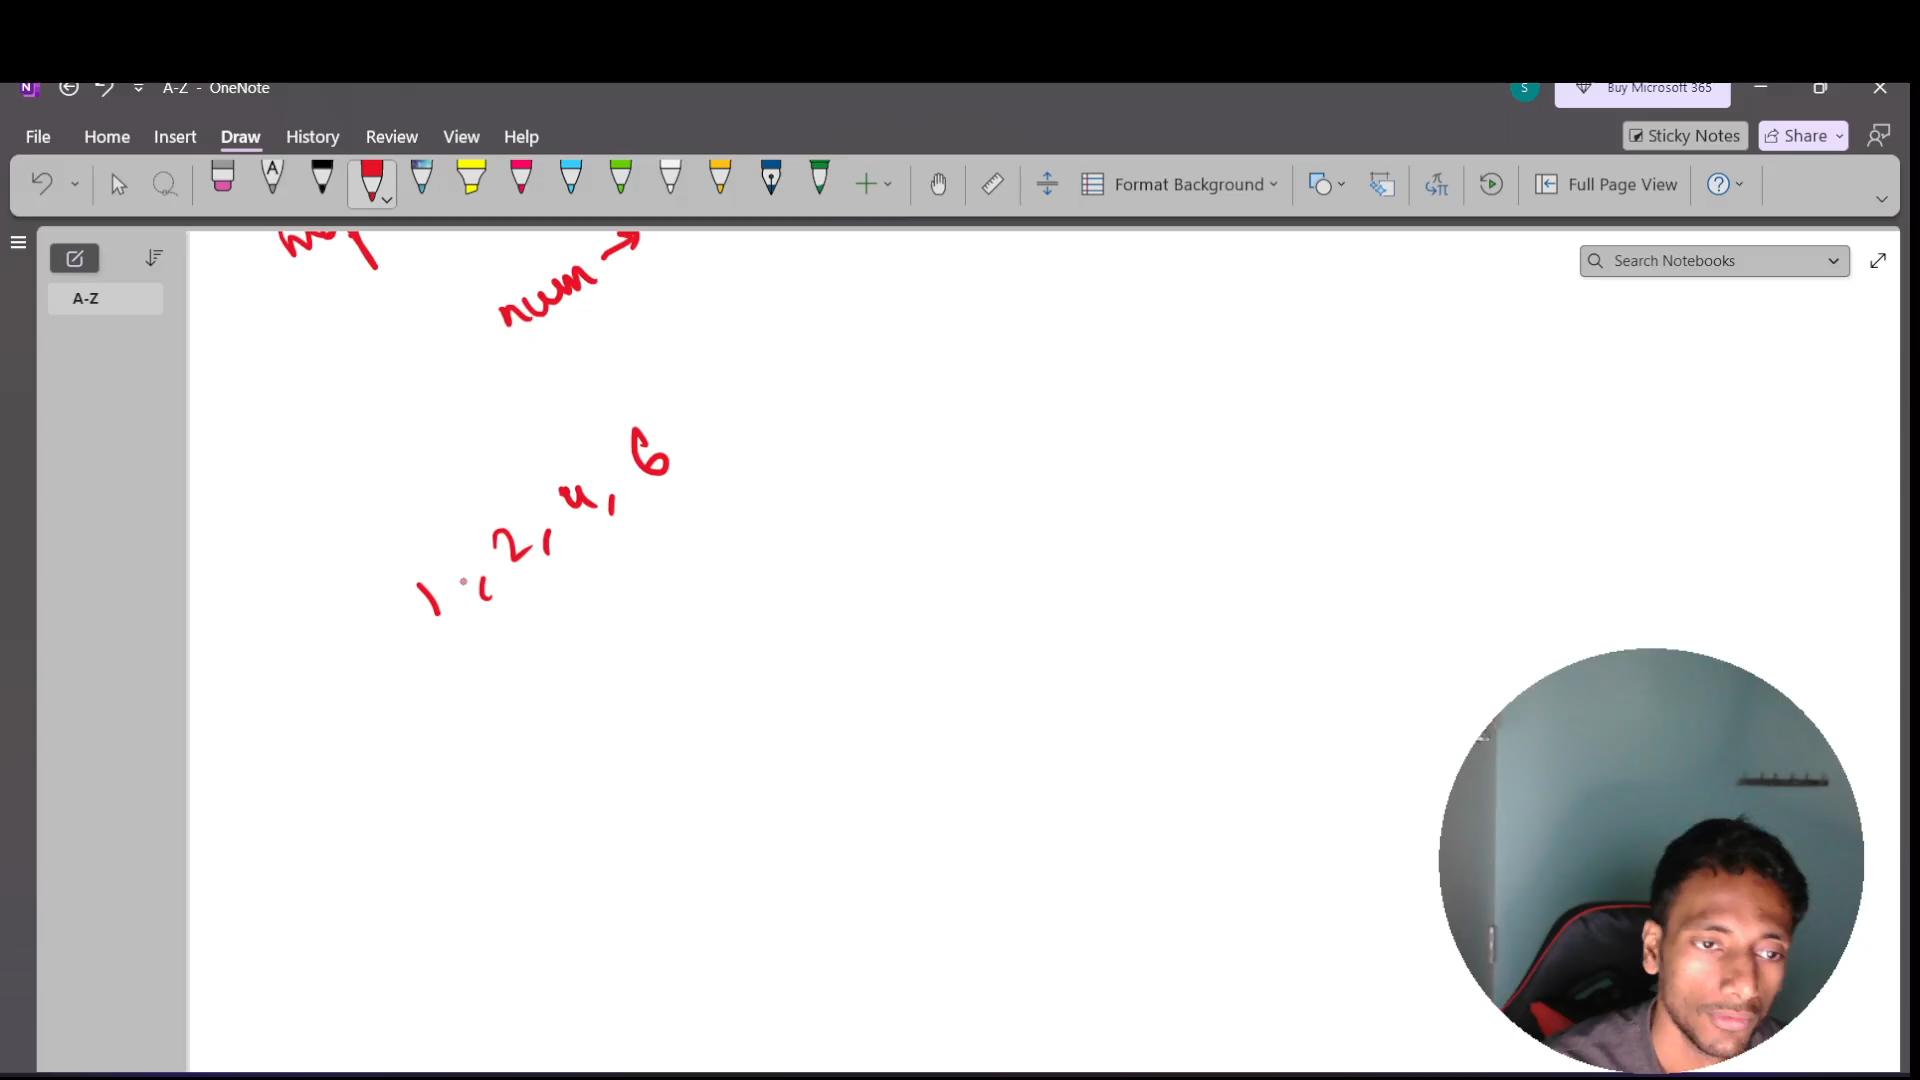 A-Z - OneNote
S
Buy Microsoft 365
File Home Insert Draw History Review View Help
Sticky Notes
Share
Format Background
Full Page View
A-Z
Search Notebooks
num →
1, 2, 4, 6